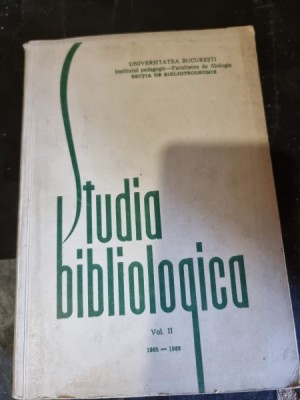 UNIVERSITATEA BUCUREȘTI
Institutul pedagogic — Facultatea de filologie
SECȚIA DE BIBLIOTECONOMIE
Studia
bibliologica
Vol. II